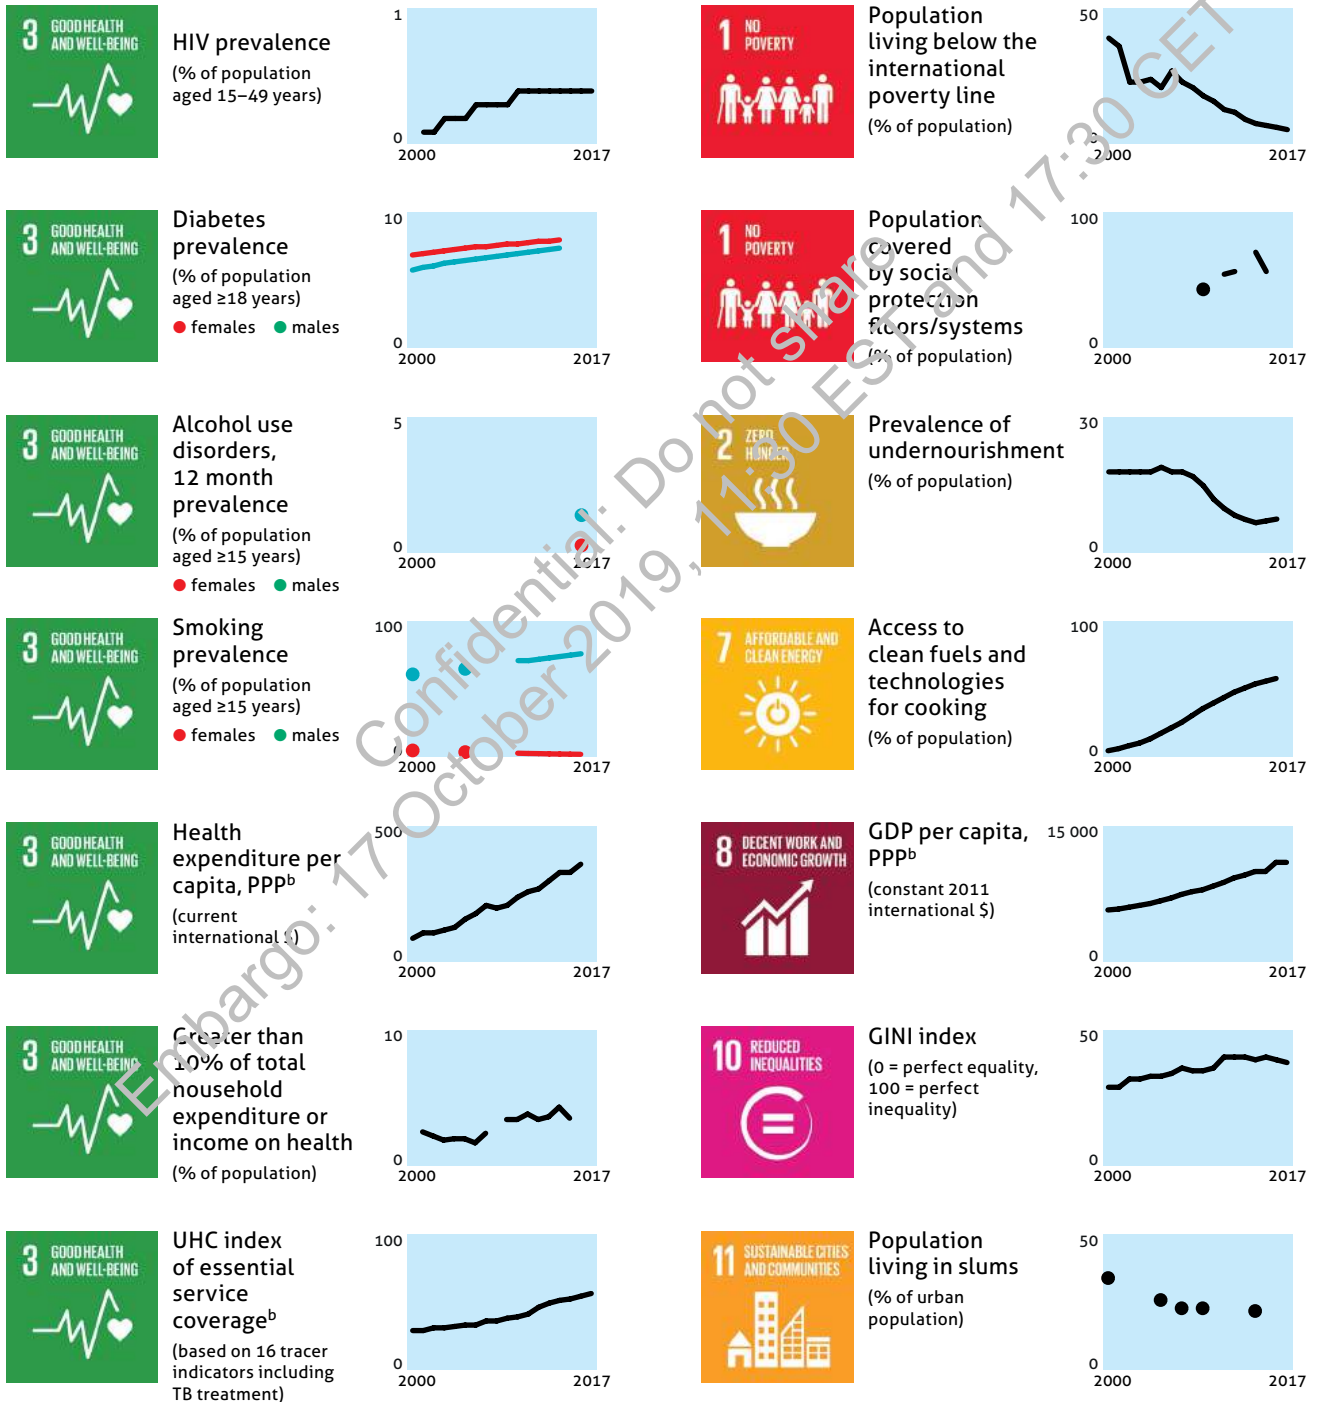 3 GOOD HEALTH
AND WELL-BEING
HIV prevalence
(% of population
aged 15–49 years)
1
0
2000 2017
1 NO
POVERTY
Population
living below the
international
poverty line
(% of population)
50
0
2000 2017
3 GOOD HEALTH
AND WELL-BEING
Diabetes
prevalence
(% of population
aged ≥18 years)
females males
10
0
2000 2017
1 NO
POVERTY
Population
covered
by social
protection
floors/systems
(% of population)
100
0
2000 2017
3 GOOD HEALTH
AND WELL-BEING
Alcohol use
disorders,
12 month
prevalence
(% of population
aged ≥15 years)
females males
5
0
2000 2017
2 ZERO
HUNGER
Prevalence of
undernourishment
(% of population)
30
0
2000 2017
3 GOOD HEALTH
AND WELL-BEING
Smoking
prevalence
(% of population
aged ≥15 years)
females males
100
0
2000 2017
7 AFFORDABLE AND
CLEAN ENERGY
Access to
clean fuels and
technologies
for cooking
(% of population)
100
0
2000 2017
3 GOOD HEALTH
AND WELL-BEING
Health
expenditure per
capita, PPPᵇ
(current
international $)
500
0
2000 2017
8 DECENT WORK AND
ECONOMIC GROWTH
GDP per capita,
PPPᵇ
(constant 2011
international $)
15 000
0
2000 2017
3 GOOD HEALTH
AND WELL-BEING
Greater than
10% of total
household
expenditure or
income on health
(% of population)
10
0
2000 2017
10 REDUCED
INEQUALITIES
GINI index
(0 = perfect equality,
100 = perfect
inequality)
50
0
2000 2017
3 GOOD HEALTH
AND WELL-BEING
UHC index
of essential
service
coverageᵇ
(based on 16 tracer
indicators including
TB treatment)
100
0
2000 2017
11 SUSTAINABLE CITIES
AND COMMUNITIES
Population
living in slums
(% of urban
population)
50
0
2000 2017
Confidential: Do not share
Embargo: 17 October 2019, 11:30 EST and 17:30 CET